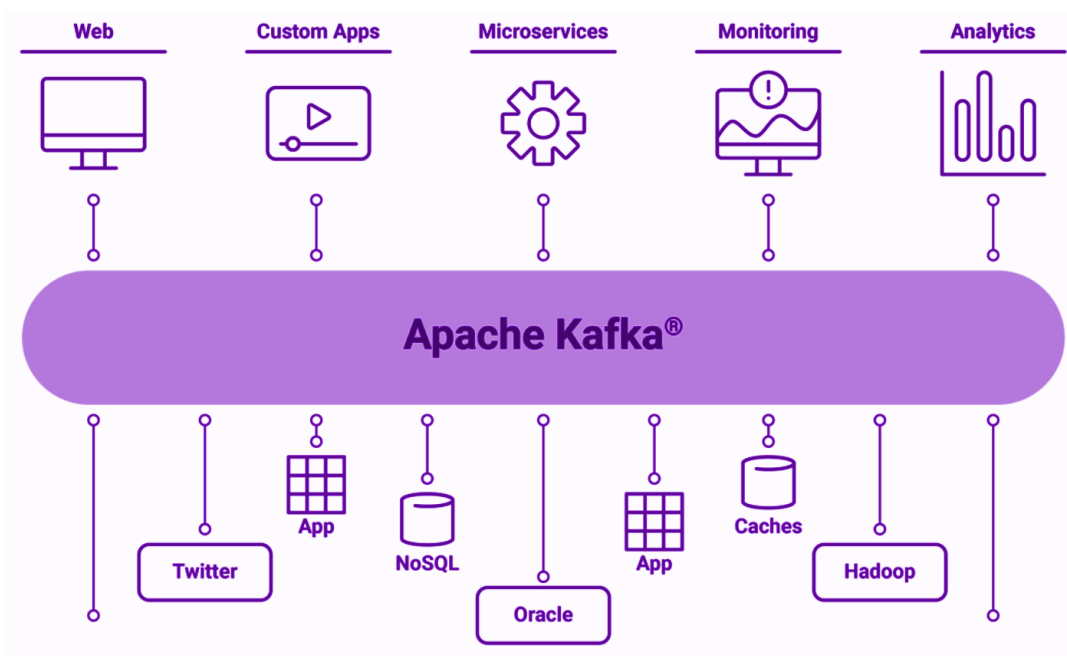 Web
Custom Apps
Microservices
Monitoring
Analytics
!
Apache Kafka®
App
Caches
NoSQL
App
Twitter
Hadoop
Oracle